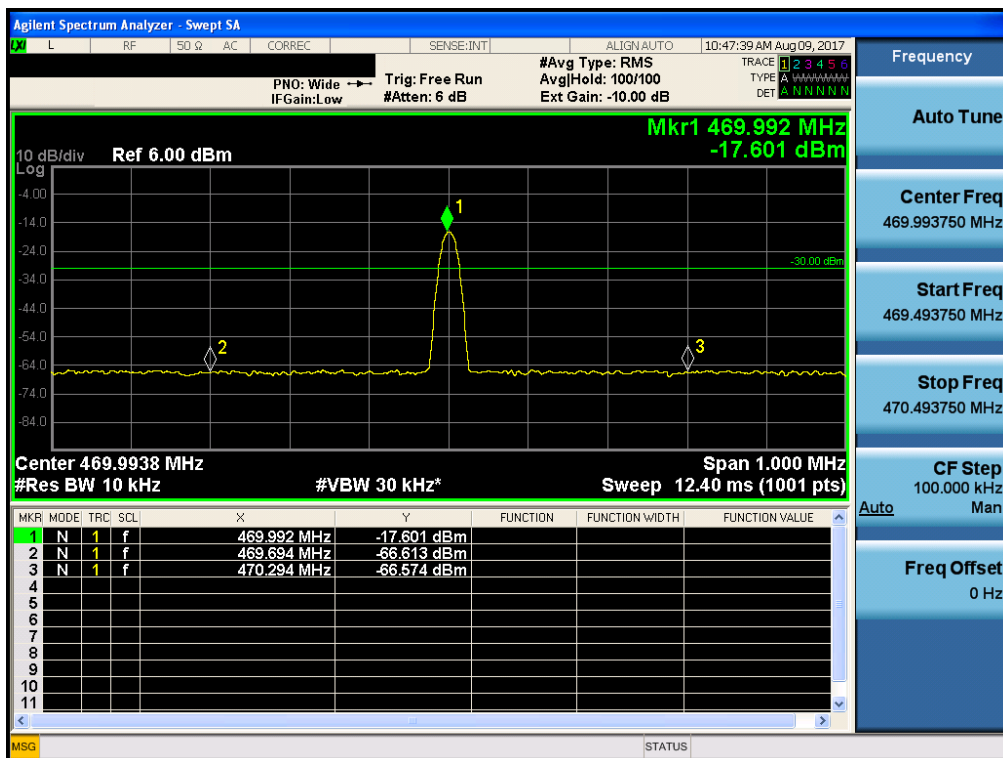 Agilent Spectrum Analyzer - Swept SA
LXI L RF 50 Ω AC CORREC SENSE:INT ALIGN AUTO 10:47:39 AM Aug 09, 2017
Frequency
PNO: Wide
IFGain:Low
Trig: Free Run
#Atten: 6 dB
#Avg Type: RMS
Avg|Hold: 100/100
Ext Gain: -10.00 dB
TRACE 1 2 3 4 5 6
TYPE A WWWWW
DET A N N N N N
Auto Tune
Mkr1 469.992 MHz
-17.601 dBm
10 dB/div Ref 6.00 dBm
Log
-4.00
-14.0
-24.0
-34.0
-44.0
-54.0
-64.0
-74.0
-84.0
1
-30.00 dBm
2
3
Center 469.9938 MHz Span 1.000 MHz
#Res BW 10 kHz #VBW 30 kHz* Sweep 12.40 ms (1001 pts)
Center Freq
469.993750 MHz
Start Freq
469.493750 MHz
Stop Freq
470.493750 MHz
CF Step
100.000 kHz
Auto Man
Freq Offset
0 Hz
MKR MODE TRC SCL X Y FUNCTION FUNCTION WIDTH FUNCTION VALUE
1 N 1 f 469.992 MHz -17.601 dBm
2 N 1 f 469.694 MHz -66.613 dBm
3 N 1 f 470.294 MHz -66.574 dBm
4
5
6
7
8
9
10
11
MSG STATUS